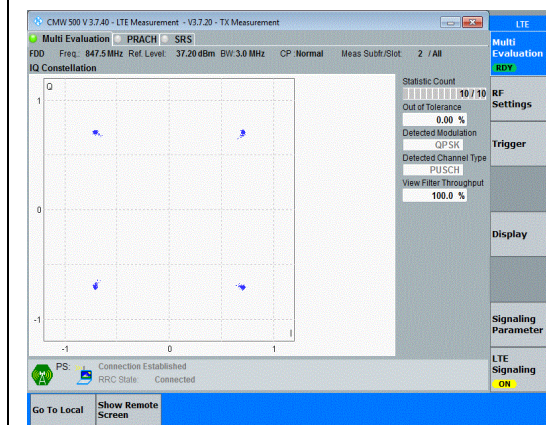 CMW 500 V 3.7.40 - LTE Measurement - V3.7.20 - TX Measurement
LTE
Multi Evaluation PRACH SRS
Multi
Evaluation
RDY
FDD Freq.: 847.5 MHz Ref. Level: 37.20 dBm BW: 3.0 MHz CP :Normal Meas Subfr./Slot: 2 / All
IQ Constellation
Q
1
0
-1
I
-1 0 1
Statistic Count
10 / 10
Out of Tolerance
0.00 %
Detected Modulation
QPSK
Detected Channel Type
PUSCH
View Filter Throughput
100.0 %
RF
Settings
Trigger
Display
Signaling
Parameter
LTE
Signaling
ON
PS: Connection Established
RRC State: Connected
Go To Local
Show Remote
Screen